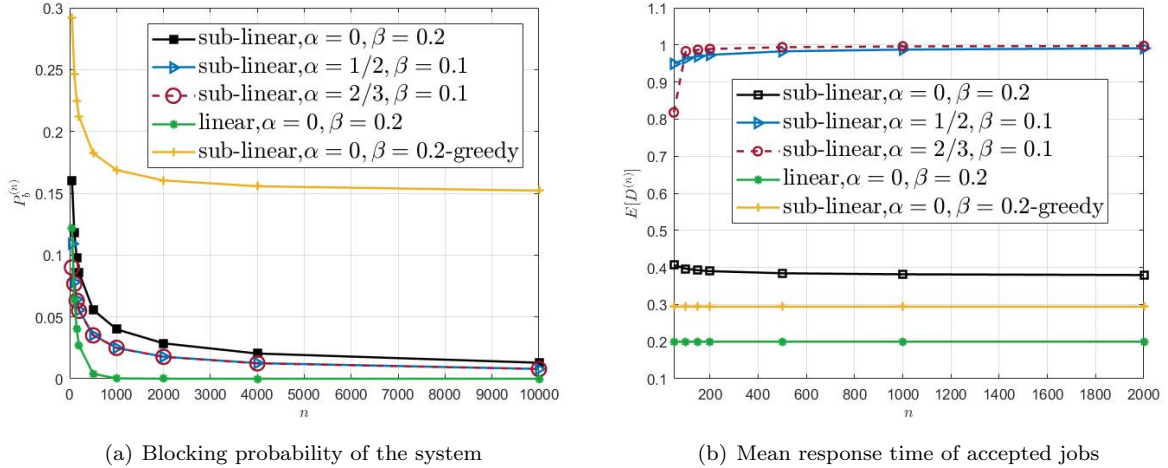 0.3
0.25
0.2
0.15
0.1
0.05
0
P_b^{(n)}
sub-linear,α = 0, β = 0.2
sub-linear,α = 1/2, β = 0.1
sub-linear,α = 2/3, β = 0.1
linear,α = 0, β = 0.2
sub-linear,α = 0, β = 0.2-greedy
0 1000 2000 3000 4000 5000 6000 7000 8000 9000 10000
n
(a) Blocking probability of the system
1.1
1
0.9
0.8
0.7
0.6
0.5
0.4
0.3
0.2
0.1
E[D^{(n)}]
sub-linear,α = 0, β = 0.2
sub-linear,α = 1/2, β = 0.1
sub-linear,α = 2/3, β = 0.1
linear,α = 0, β = 0.2
sub-linear,α = 0, β = 0.2-greedy
200 400 600 800 1000 1200 1400 1600 1800 2000
n
(b) Mean response time of accepted jobs